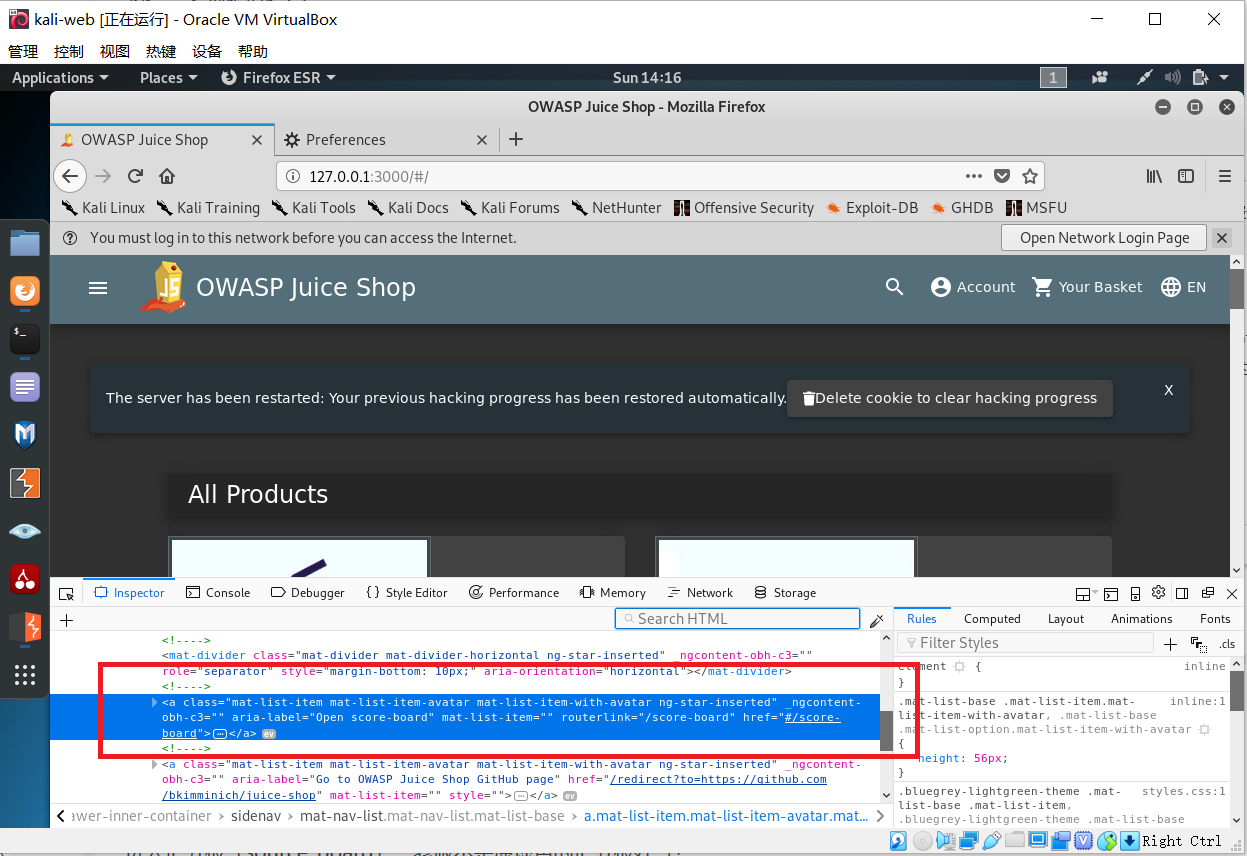 kali-web [正在运行] - Oracle VM VirtualBox
管理 控制 视图 热键 设备 帮助
Applications Places Firefox ESR Sun 14:16 1
OWASP Juice Shop - Mozilla Firefox
OWASP Juice Shop Preferences
127.0.0.1:3000/#/
Kali Linux Kali Training Kali Tools Kali Docs Kali Forums NetHunter Offensive Security Exploit-DB GHDB MSFU
You must log in to this network before you can access the Internet. Open Network Login Page
JS OWASP Juice Shop Account Your Basket EN
The server has been restarted: Your previous hacking progress has been restored automatically. Delete cookie to clear hacking progress X
All Products
Inspector Console Debugger { } Style Editor Performance Memory Network Storage
+ Search HTML Rules Computed Layout Animations Fonts
Filter Styles + .cls
<!---->
<mat-divider class="mat-divider mat-divider-horizontal ng-star-inserted" _ngcontent-obh-c3=""
role="separator" style="margin-bottom: 10px;" aria-orientation="horizontal"></mat-divider>
<!---->
<a class="mat-list-item mat-list-item-avatar mat-list-item-with-avatar ng-star-inserted" _ngcontent-
obh-c3="" aria-label="Open score-board" mat-list-item="" routerlink="/score-board" href="#/score-
board"></a> ev
<!---->
<a class="mat-list-item mat-list-item-avatar mat-list-item-with-avatar ng-star-inserted" _ngcontent-
obh-c3="" aria-label="Go to OWASP Juice Shop GitHub page" href="/redirect?to=https://github.com
/bkimminich/juice-shop" mat-list-item="" style=""></a> ev
element { inline
}
.mat-list-base .mat-list-item.mat- inline:1
list-item-with-avatar, .mat-list-base
.mat-list-option.mat-list-item-with-avatar
{
height: 56px;
}
.bluegrey-lightgreen-theme .mat- styles.css:1
list-base .mat-list-item,
.bluegrey-lightgreen-theme .mat-list-base
awer-inner-container > sidenav > mat-nav-list.mat-nav-list.mat-list-base > a.mat-list-item.mat-list-item-avatar.mat...
Right Ctrl